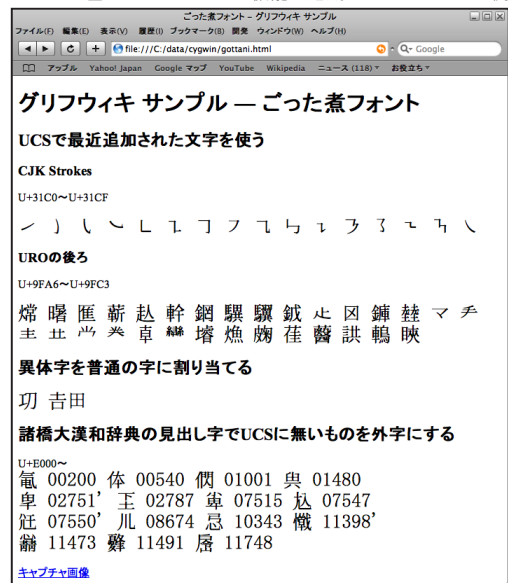 ごった煮フォント - グリフウィキ サンプル
ファイル(F) 編集(E) 表示(V) 履歴(I) ブックマーク(B) 開発 ウィンドウ(W) ヘルプ(H)
file:///C:/data/cygwin/gottani.html Q- Google
アップル Yahoo! Japan Google マップ YouTube Wikipedia ニュース (118) お役立ち
グリフウィキ サンプル — ごった煮フォント
UCSで最近追加された文字を使う
CJK Strokes
U+31C0〜U+31CF
㇀ ㇁ ㇂ ㇃ ㇄ ㇅ ㇆ ㇇ ㇈ ㇉ ㇊ ㇋ ㇌ ㇍ ㇎ ㇏
UROの後ろ
U+9FA6〜U+9FC3
異体字を普通の字に割り当てる
諸橋大漢和辞典の見出し字でUCSに無いものを外字にする
U+E000〜
00200 00540 01001 01480
02751' 02787 07515 07547
07550' 08674 10343 11398'
11473 11491 11748
キャプチャ画像